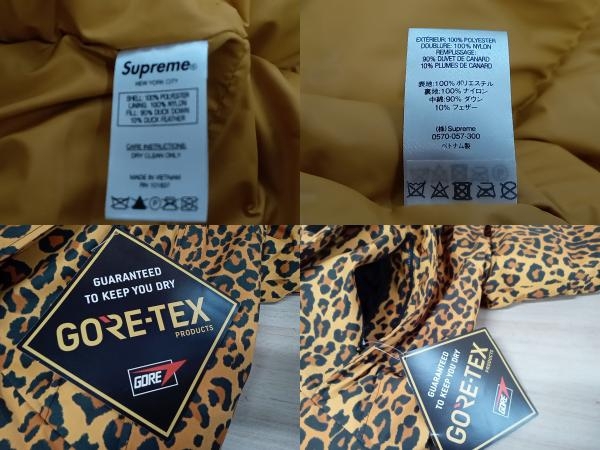 Supreme®
NEW YORK CITY
SHELL: 100% POLYESTER
LINING: 100% NYLON
FILL: 90% DUCK DOWN
10% DUCK FEATHER
CARE INSTRUCTIONS:
DRY CLEAN ONLY
MADE IN VIETNAM
RN 101837
EXTÉRIEUR: 100% POLYESTER
DOUBLURE: 100% NYLON
REMPLISSAGE:
90% DUVET DE CANARD
10% PLUMES DE CANARD
表地:100%ポリエステル
裏地:100%ナイロン
中綿:90% ダウン
10% フェザー
(株) Supreme
0570-057-300
ベトナム製
GUARANTEED
TO KEEP YOU DRY
GORE-TEX
PRODUCTS
GORE
GUARANTEED
TO KEEP YOU DRY
GORE-TEX
PRODUCTS
GORE